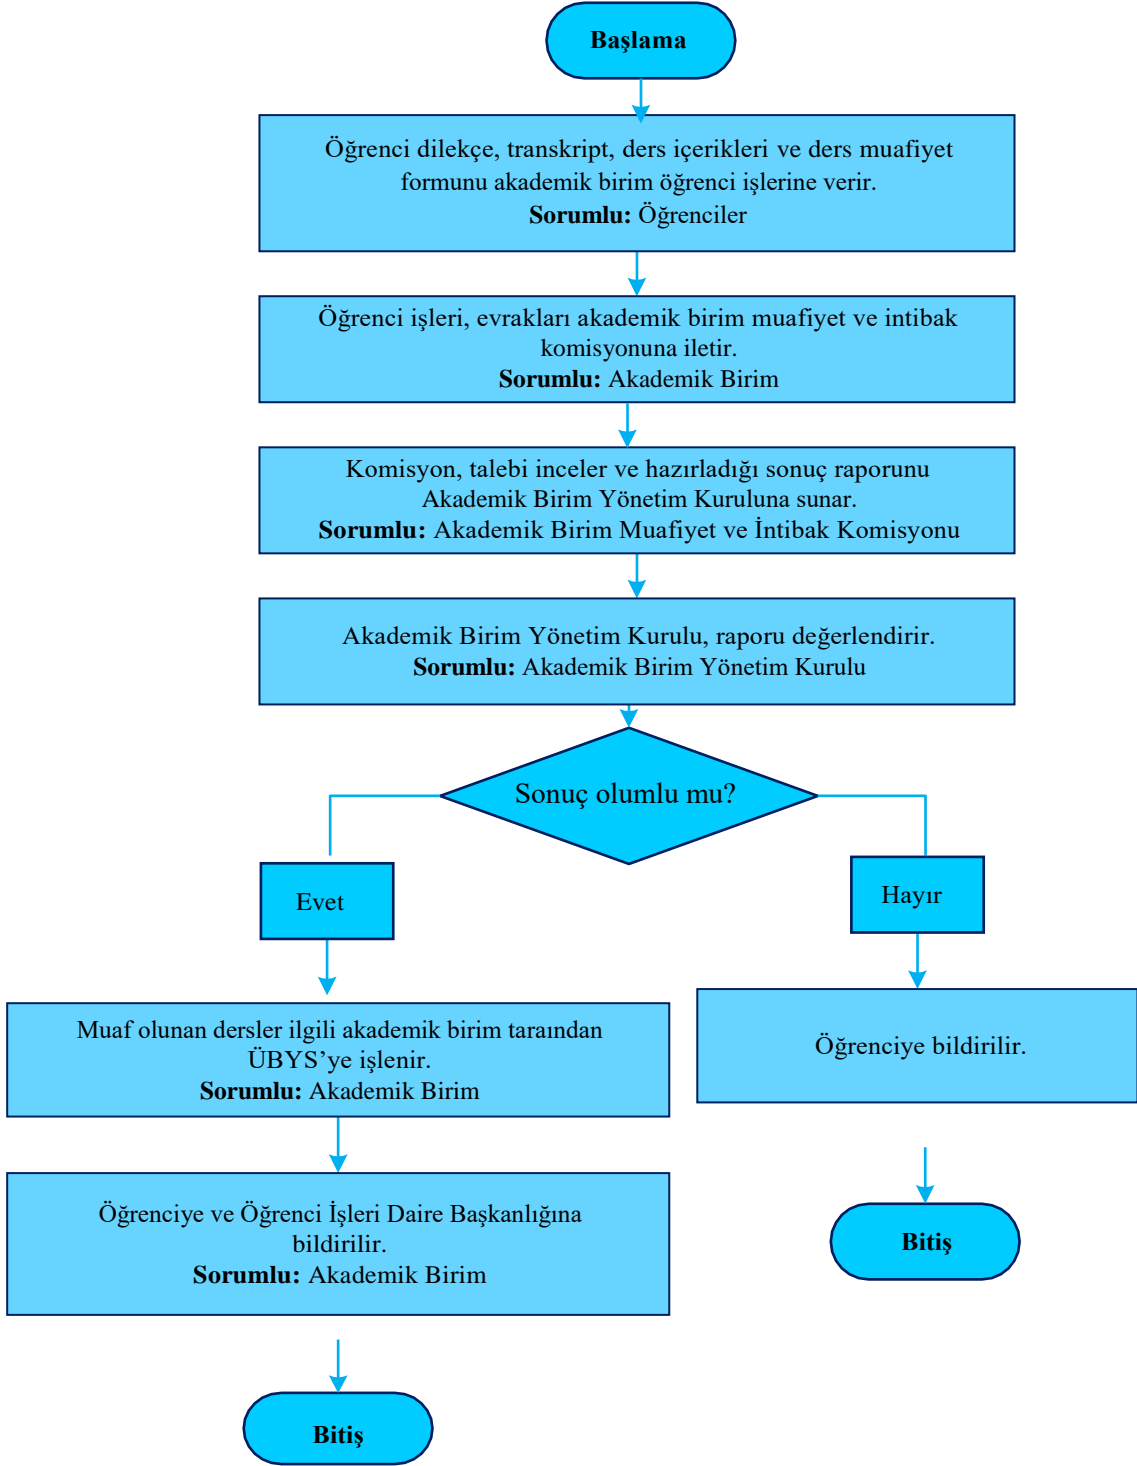 Başlama
Öğrenci dilekçe, transkript, ders içerikleri ve ders muafiyet
formunu akademik birim öğrenci işlerine verir.
Sorumlu: Öğrenciler
Öğrenci işleri, evrakları akademik birim muafiyet ve intibak
komisyonuna iletir.
Sorumlu: Akademik Birim
Komisyon, talebi inceler ve hazırladığı sonuç raporunu
Akademik Birim Yönetim Kuruluna sunar.
Sorumlu: Akademik Birim Muafiyet ve İntibak Komisyonu
Akademik Birim Yönetim Kurulu, raporu değerlendirir.
Sorumlu: Akademik Birim Yönetim Kurulu
Sonuç olumlu mu?
Evet
Hayır
Muaf olunan dersler ilgili akademik birim taraından
ÜBYS’ye işlenir.
Sorumlu: Akademik Birim
Öğrenciye bildirilir.
Öğrenciye ve Öğrenci İşleri Daire Başkanlığına
bildirilir.
Sorumlu: Akademik Birim
Bitiş
Bitiş